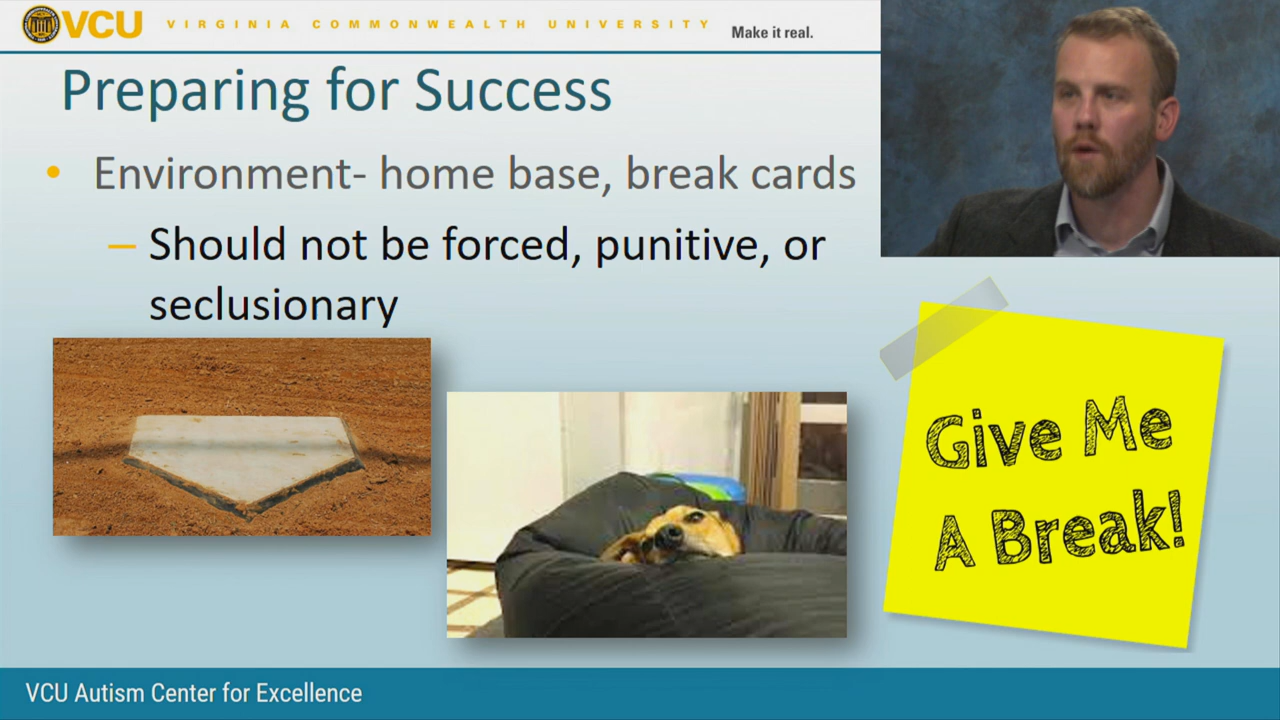 VCU VIRGINIA COMMONWEALTH UNIVERSITY Make it real.
Preparing for Success
• Environment- home base, break cards
– Should not be forced, punitive, or
seclusionary
Give Me
A Break!
VCU Autism Center for Excellence